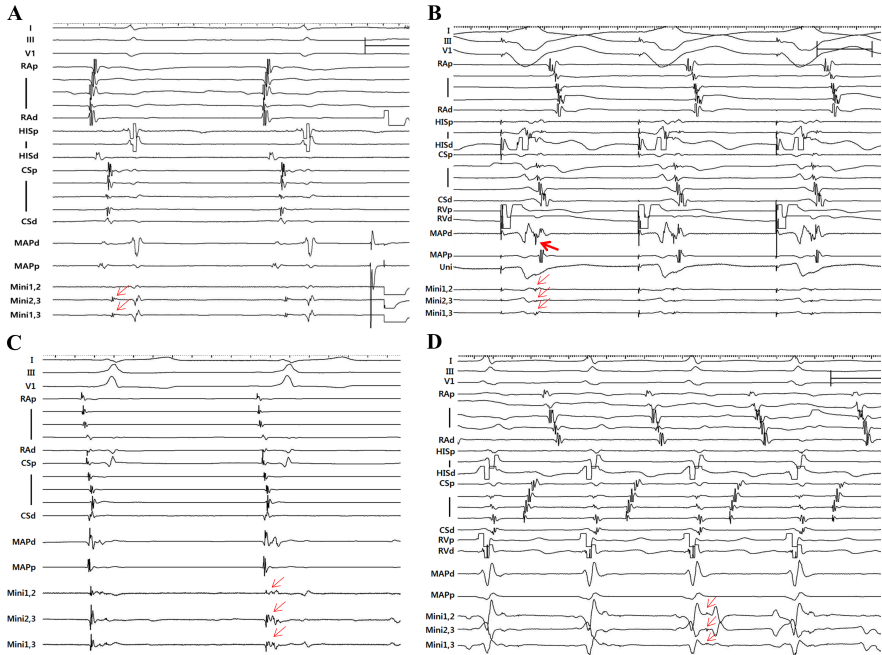 A
I
III
V1
RAp
RAd
HISp
HISd
CSp
CSd
MAPd
MAPp
Mini1,2
Mini2,3
Mini1,3
B
I
III
V1
RAp
RAd
HISp
HISd
CSp
CSd
RVp
RVd
MAPd
MAPp
Uni
Mini1,2
Mini2,3
Mini1,3
C
I
III
V1
RAp
RAd
CSp
CSd
MAPd
MAPp
Mini1,2
Mini2,3
Mini1,3
D
I
III
V1
RAp
RAd
HISp
HISd
CSp
CSd
RVp
RVd
MAPd
MAPp
Mini1,2
Mini2,3
Mini1,3